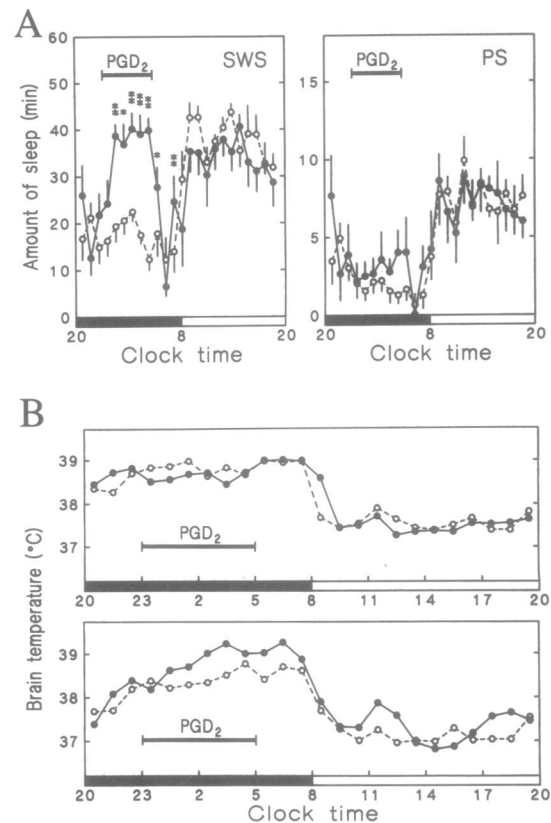 A
PGD2 SWS
PGD2 PS
Amount of sleep (min)
60
50
40
30
20
10
0
20 8 20
Clock time
15
10
5
0
20 8 20
Clock time
B
Brain temperature (°C)
39
38
37
PGD2
20 23 2 5 8 11 14 17 20
39
38
37
PGD2
20 23 2 5 8 11 14 17 20
Clock time